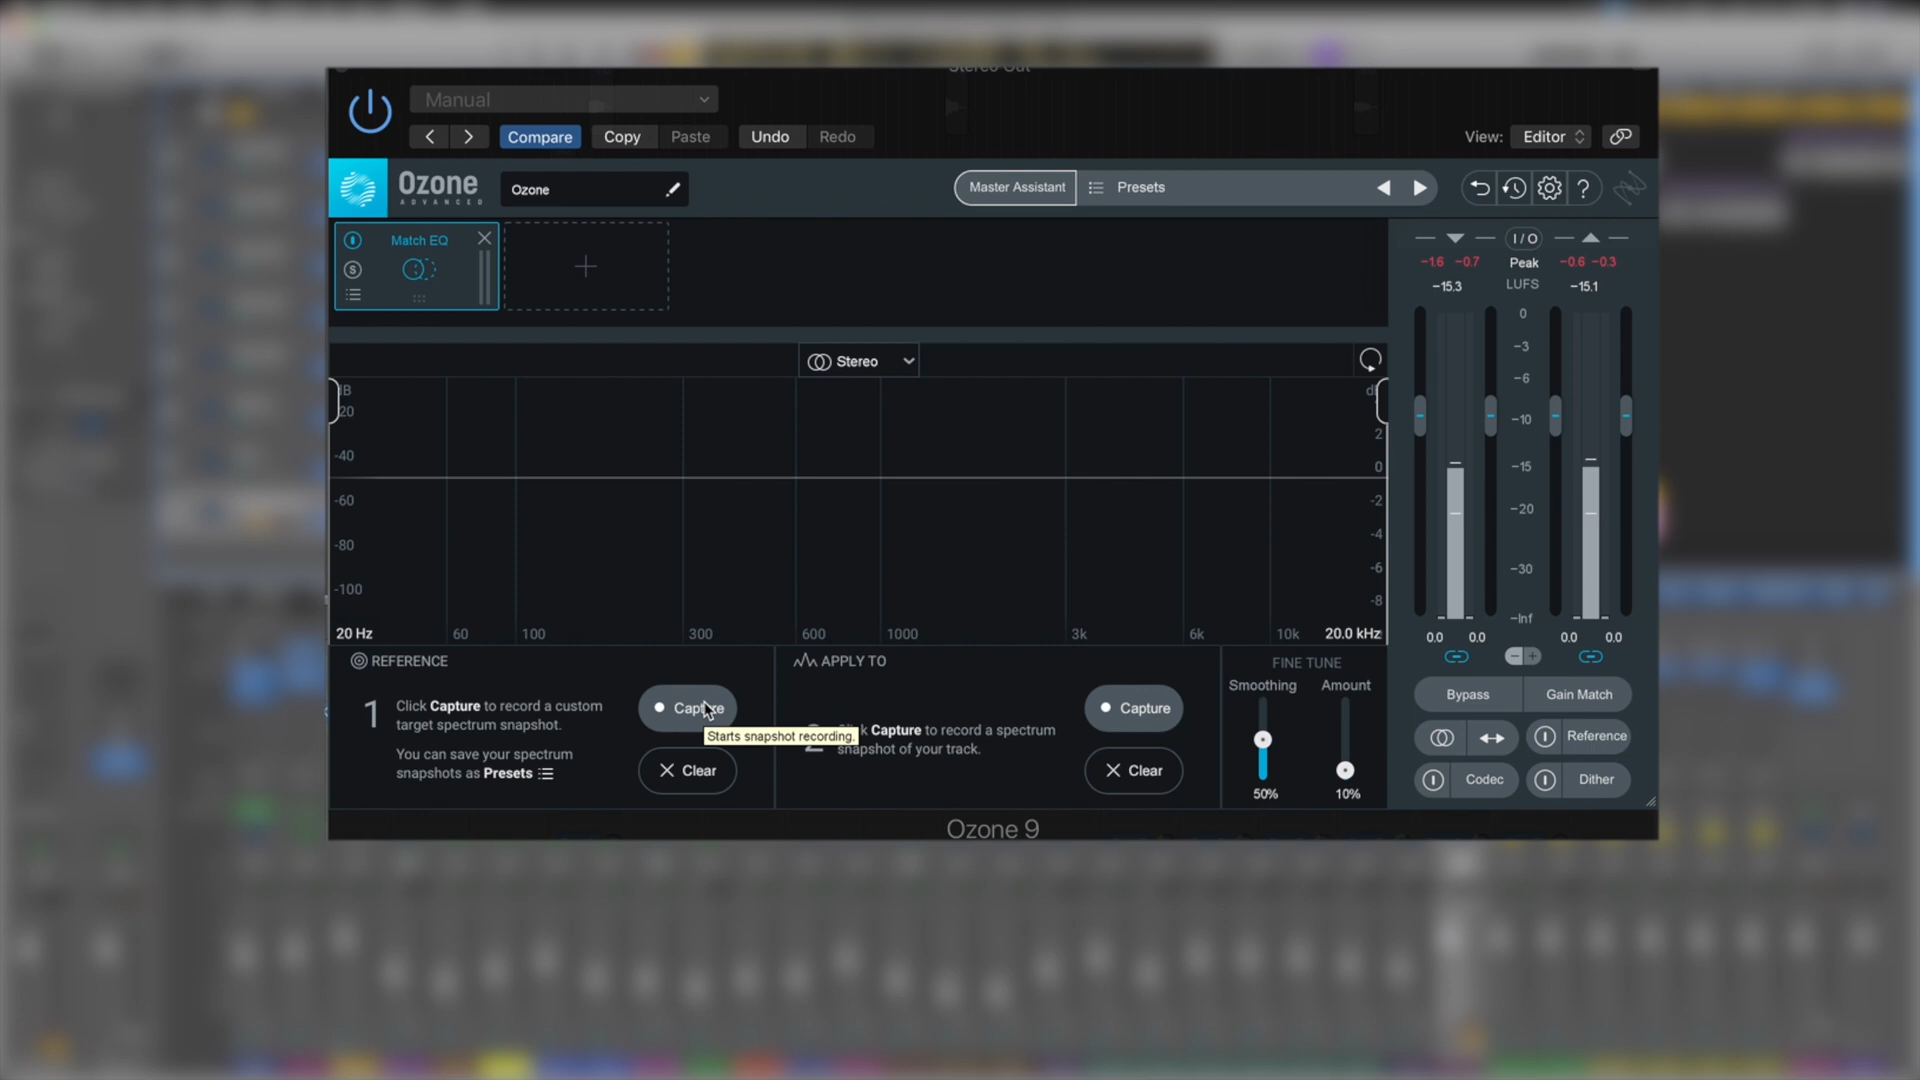 Stereo Out
Manual
Compare
Copy
Paste
Undo
Redo
View:
Editor
Ozone
ADVANCED
Ozone
Master Assistant
Presets
Match EQ
S
I / O
-1.6 -0.7
Peak
-0.6 -0.3
-15.3
LUFS
-15.1
Stereo
dB
20
-40
-60
-80
-100
2
0
-2
-4
-6
-8
0
-3
-6
-10
-15
-20
-30
-Inf
20 Hz
60
100
300
600
1000
3k
6k
10k
20.0 kHz
0.0
0.0
0.0
0.0
REFERENCE
1
Click Capture to record a custom
target spectrum snapshot.
You can save your spectrum
snapshots as Presets
Capture
Clear
Starts snapshot recording.
APPLY TO
Capture to record a spectrum
snapshot of your track.
Capture
Clear
FINE TUNE
Smoothing
Amount
50%
10%
Bypass
Gain Match
Reference
Codec
Dither
Ozone 9